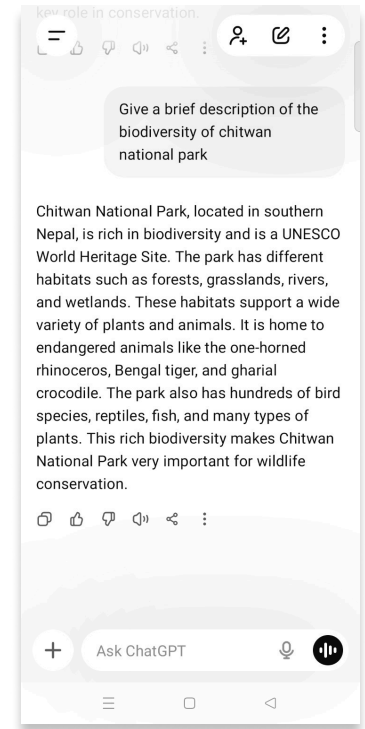 key role in conservation.
Give a brief description of the
biodiversity of chitwan
national park
Chitwan National Park, located in southern
Nepal, is rich in biodiversity and is a UNESCO
World Heritage Site. The park has different
habitats such as forests, grasslands, rivers,
and wetlands. These habitats support a wide
variety of plants and animals. It is home to
endangered animals like the one-horned
rhinoceros, Bengal tiger, and gharial
crocodile. The park also has hundreds of bird
species, reptiles, fish, and many types of
plants. This rich biodiversity makes Chitwan
National Park very important for wildlife
conservation.
Ask ChatGPT